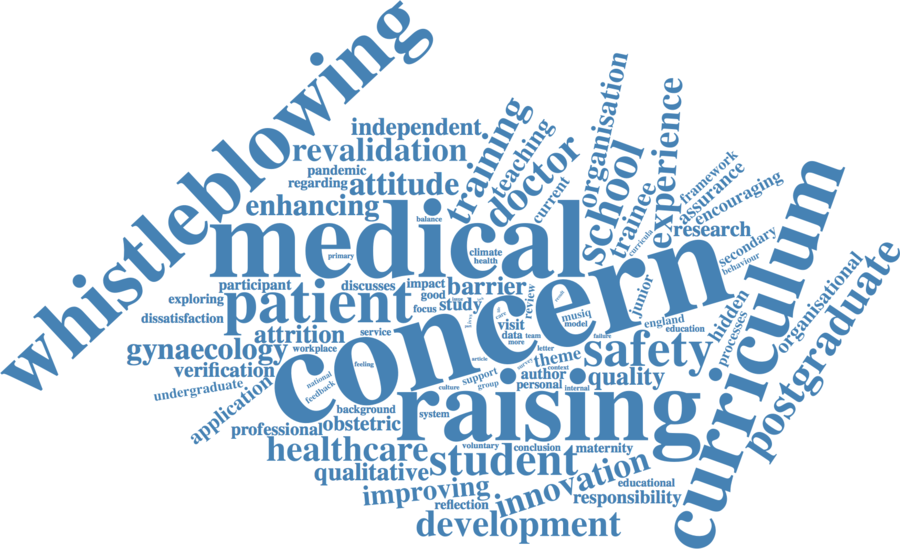 whistleblowing
independent
revalidation
pandemic
regarding
attitude
enhancing
training
teaching
doctor
current
organisation
school
trainee
experience
curricula
framework
assurance
encouraging
research
secondary
behaviour
balance
medical
primary
climate
health
participant
discusses
impact
barrier
exploring
patient
good
focus
study
issue
review
junior
concern
dissatisfaction
attrition
service
visit
data
more
team
musiq
model
failure
england
education
hidden
processes
curriculum
organisational
postgraduate
gynaecology
workplace
verification
feeling
article
letter
theme
context
survey
safety
undergraduate
application
national
feedback
culture
support
group
author
personal
internal
quality
background
system
raising
professional
obstetric
healthcare
voluntary
conclusion
maternity
student
qualitative
improving
reflection
innovation
educational
responsibility
development